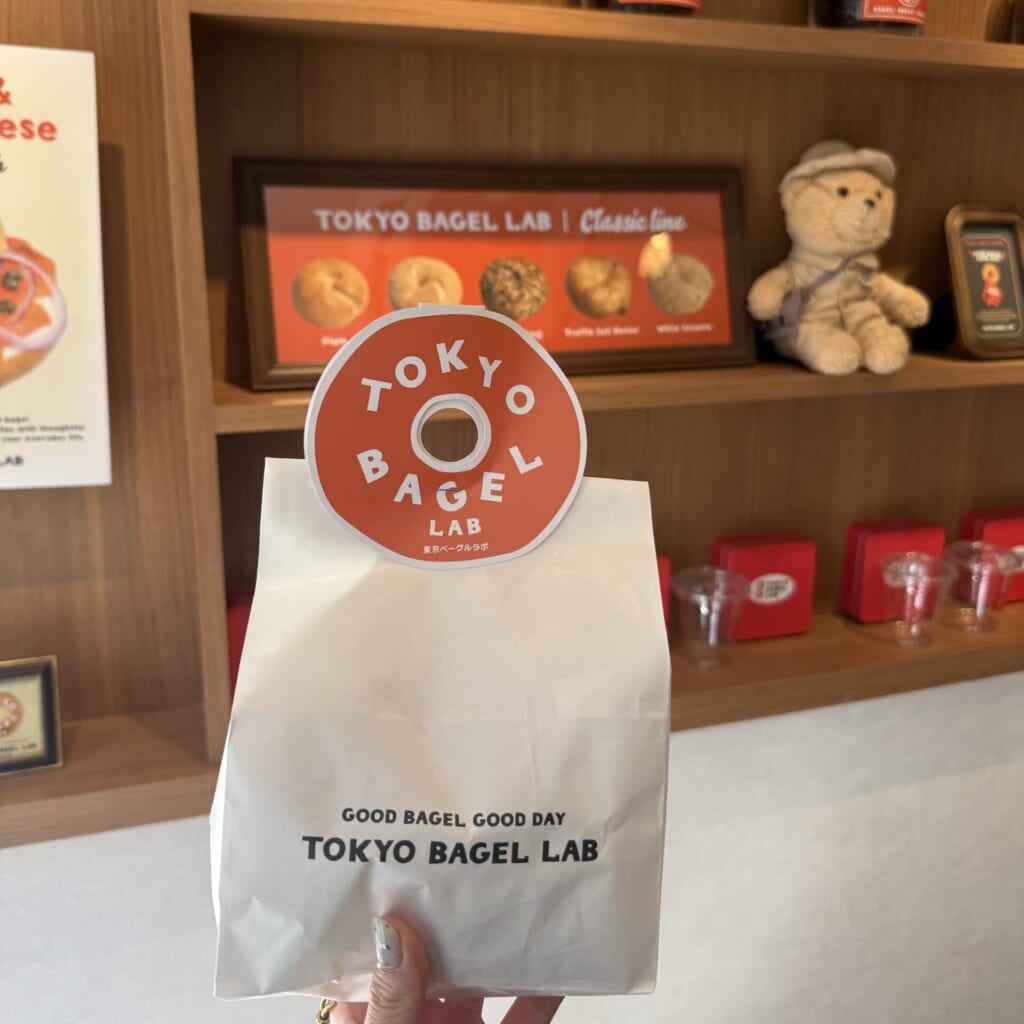 &
TOKYO BAGEL LAB | Classic line
Truffle Salt Butter
White Sesame
TOKYO
BAGEL
LAB
東京ベーグルラボ
GOOD BAGEL GOOD DAY
TOKYO BAGEL LAB